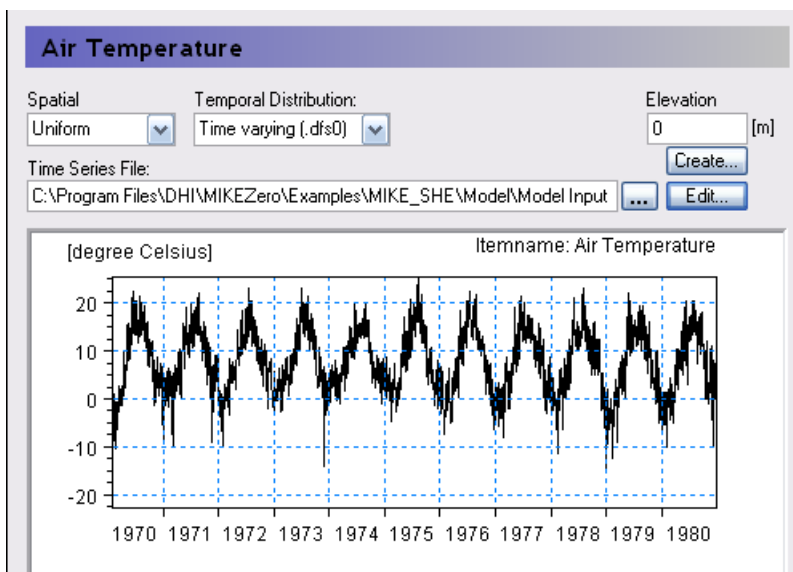 Air Temperature
Spatial Temporal Distribution: Elevation
Uniform Time varying (.dfs0) 0 [m]
Create...
Time Series File:
C:\Program Files\DHI\MIKEZero\Examples\MIKE_SHE\Model\Model Input ... Edit...
[degree Celsius] Itemname: Air Temperature
20
10
0
-10
-20
1970 1971 1972 1973 1974 1975 1976 1977 1978 1979 1980